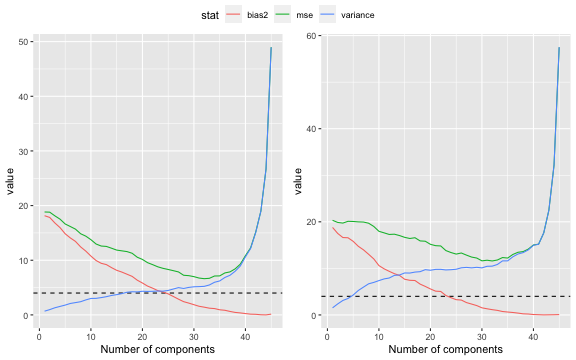 stat bias2 mse variance
50
40
30
20
10
0
value
0 10 20 30 40
Number of components
60
40
20
0
value
0 10 20 30 40
Number of components